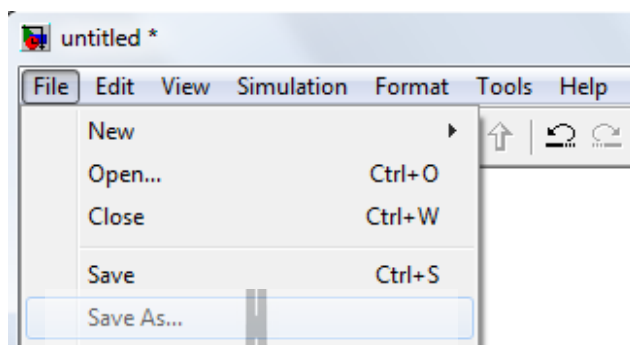 untitled *
File Edit View Simulation Format Tools Help
New
Open... Ctrl+O
Close Ctrl+W
Save Ctrl+S
Save As...